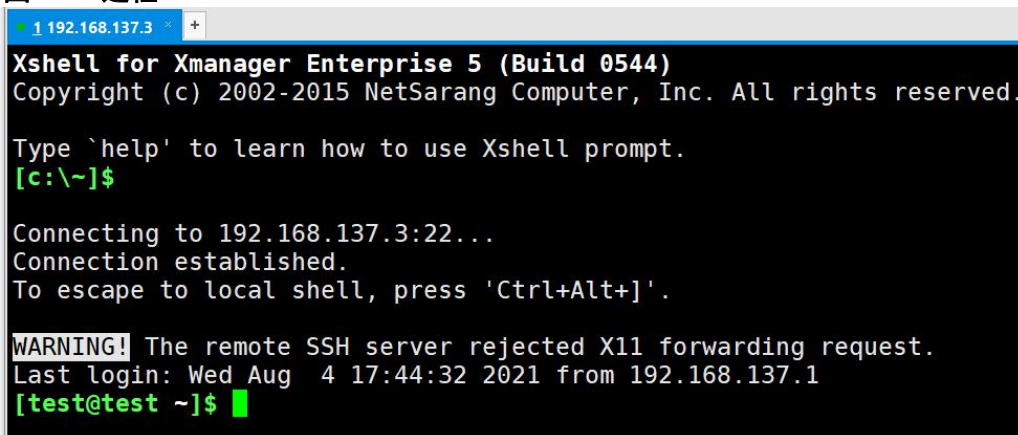 1 192.168.137.3 × +
Xshell for Xmanager Enterprise 5 (Build 0544)
Copyright (c) 2002-2015 NetSarang Computer, Inc. All rights reserved.
Type `help' to learn how to use Xshell prompt.
[c:\~]$
Connecting to 192.168.137.3:22...
Connection established.
To escape to local shell, press 'Ctrl+Alt+]'.
WARNING! The remote SSH server rejected X11 forwarding request.
Last login: Wed Aug  4 17:44:32 2021 from 192.168.137.1
[test@test ~]$